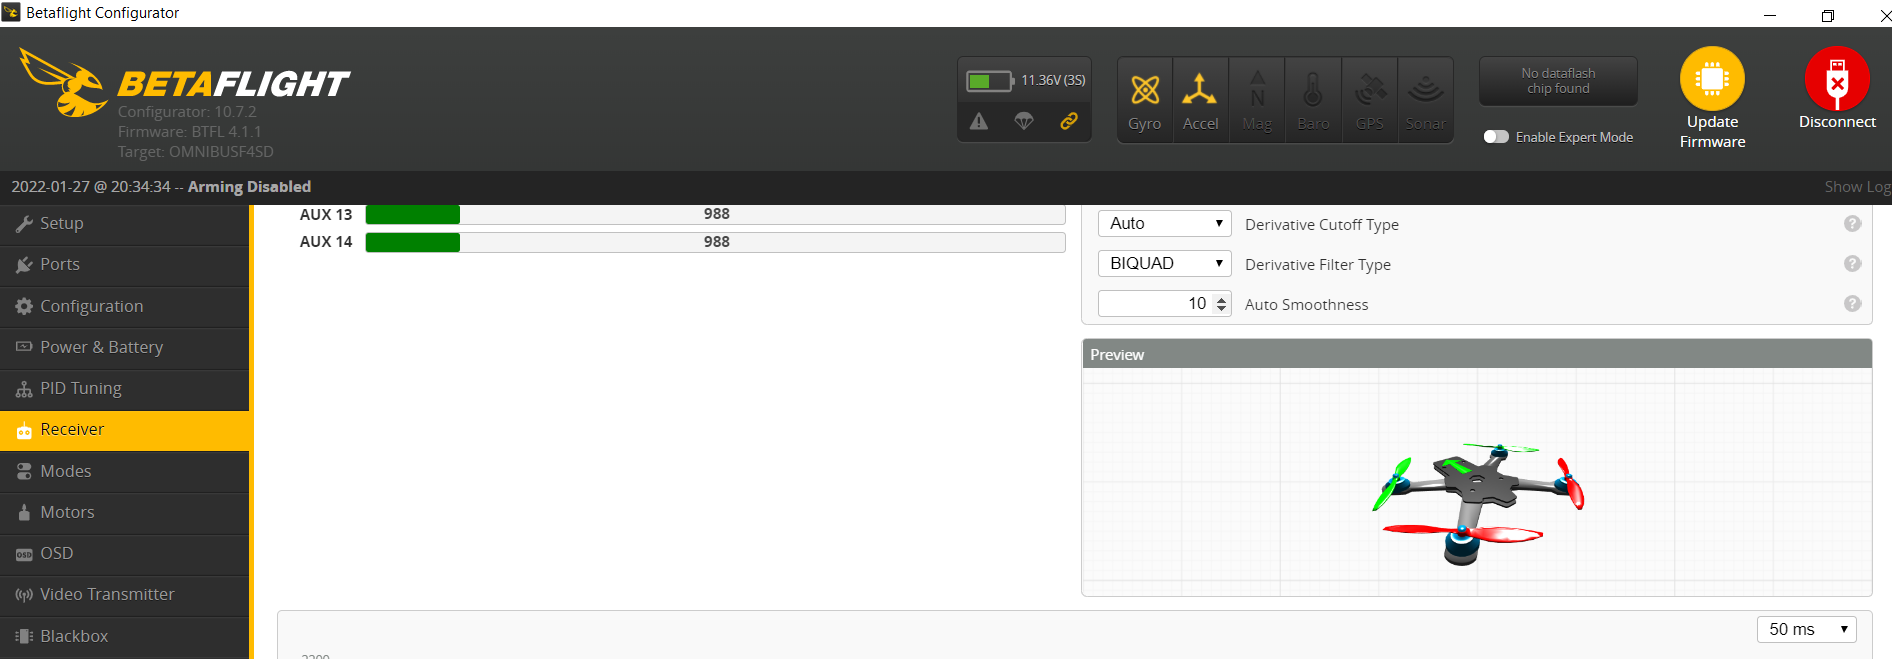 Betaflight Configurator
BETAFLIGHT
Configurator: 10.7.2
Firmware: BTFL 4.1.1
Target: OMNIBUSF4SD
11.36V (3S)
Gyro
Accel
N
Mag
Baro
GPS
Sonar
No dataflash
chip found
Enable Expert Mode
Update
Firmware
Disconnect
2022-01-27 @ 20:34:34 -- Arming Disabled
Show Log
Setup
Ports
Configuration
Power & Battery
PID Tuning
Receiver
Modes
Motors
OSD
OSD
Video Transmitter
Blackbox
AUX 13
988
AUX 14
988
Auto
Derivative Cutoff Type
?
BIQUAD
Derivative Filter Type
?
10
Auto Smoothness
?
Preview
50 ms